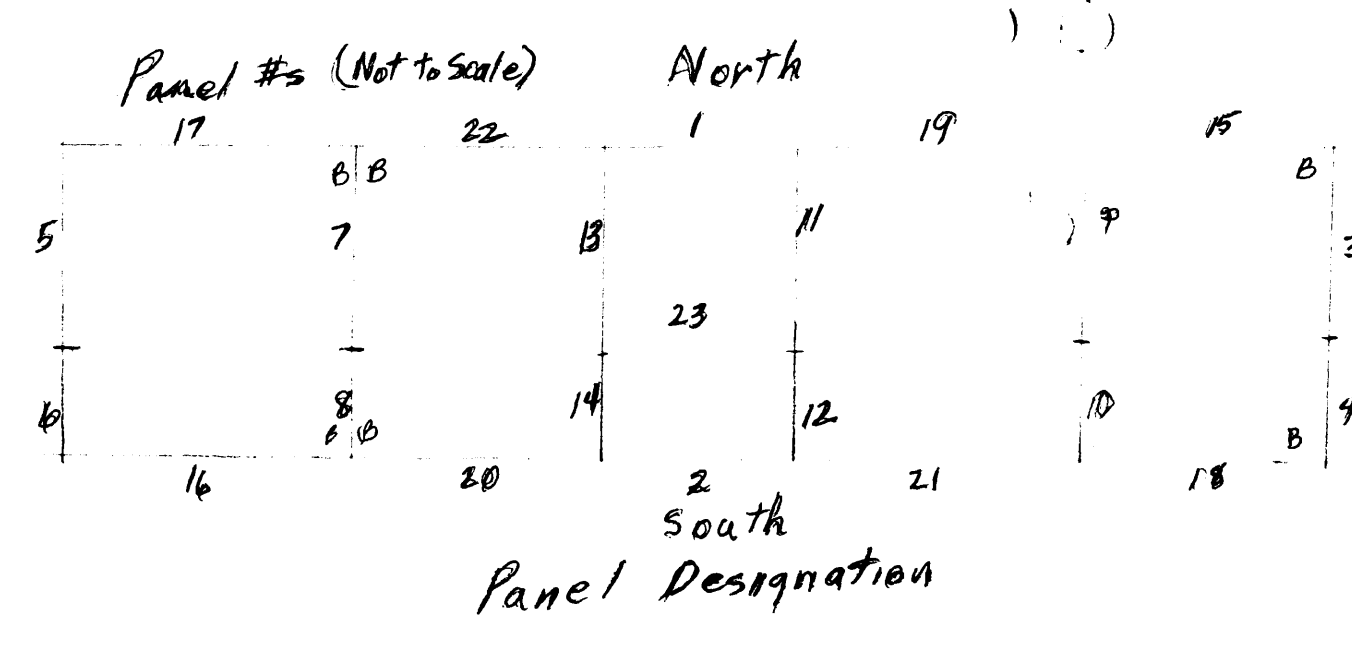 Panel #s (Not to Scale) North
17 22 1 19 15
B B B
5 7 13 11 9 3
23
6 8 14 12 10 4
B B B
16 20 2 21 18
South
Panel Designation